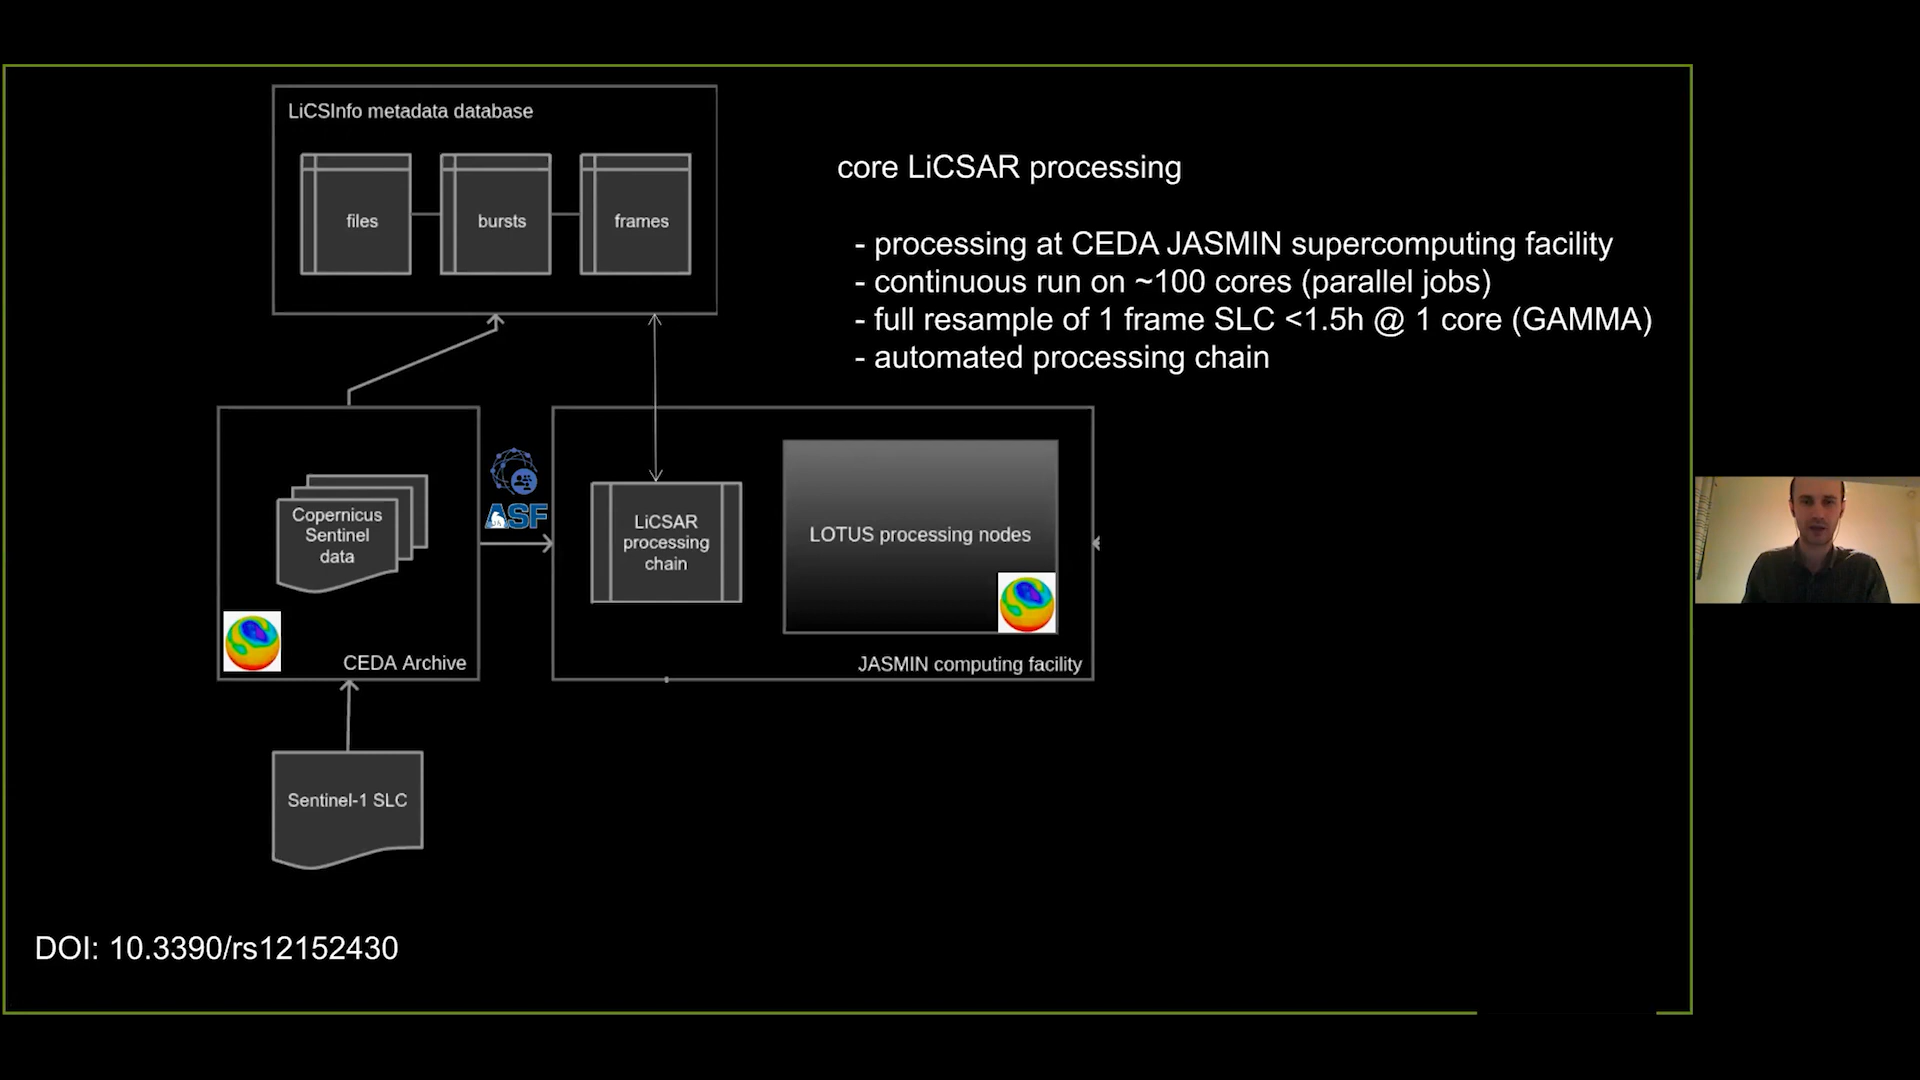 LiCSInfo metadata database
files
bursts
frames
core LiCSAR processing
- processing at CEDA JASMIN supercomputing facility
- continuous run on ~100 cores (parallel jobs)
- full resample of 1 frame SLC <1.5h @ 1 core (GAMMA)
- automated processing chain
Copernicus
Sentinel
data
CEDA Archive
ASF
LiCSAR
processing
chain
LOTUS processing nodes
JASMIN computing facility
Sentinel-1 SLC
DOI: 10.3390/rs12152430